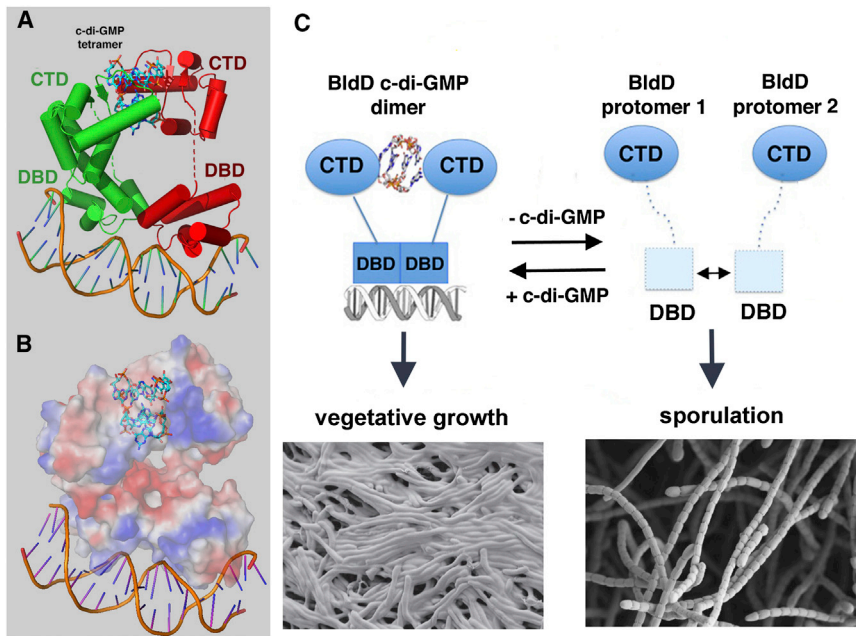 A
c-di-GMP
tetramer
CTD
CTD
DBD
DBD
B
C
BldD c-di-GMP
dimer
CTD
CTD
DBD
DBD
- c-di-GMP
+ c-di-GMP
BldD
protomer 1
BldD
protomer 2
CTD
CTD
DBD
DBD
vegetative growth
sporulation